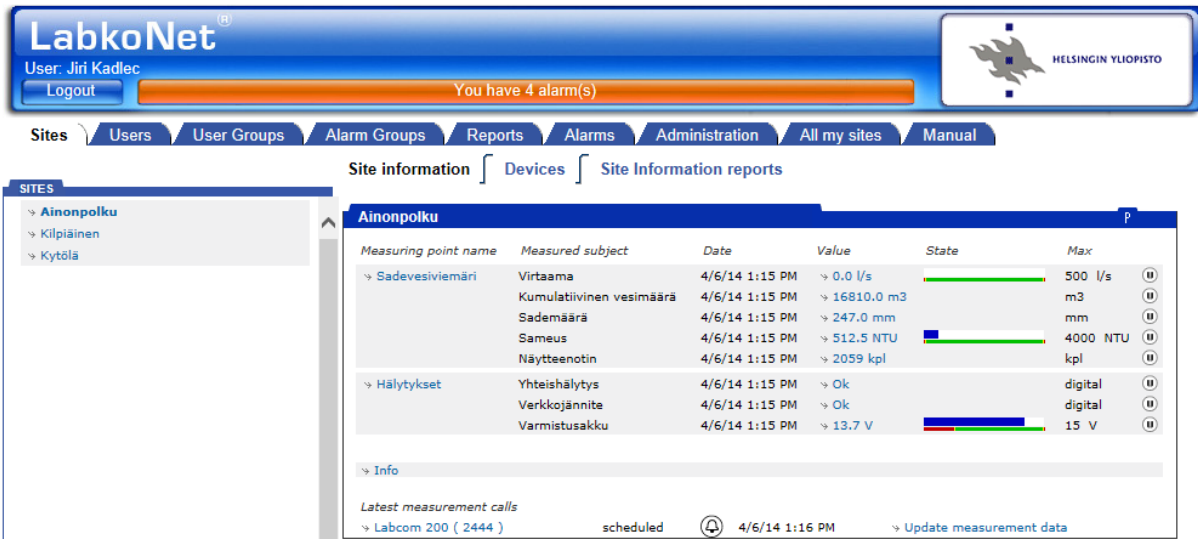 LabkoNet®
User: Jiri Kadlec
HELSINGIN YLIOPISTO
Logout You have 4 alarm(s)
Sites Users User Groups Alarm Groups Reports Alarms Administration All my sites Manual
Site information Devices Site Information reports
SITES
Ainonpolku
Kilpiäinen
Kytölä
Ainonpolku P
Measuring point name Measured subject Date Value State Max
Sadevesiviemäri Virtaama 4/6/14 1:15 PM 0.0 l/s 500 l/s
Kumulatiivinen vesimäärä 4/6/14 1:15 PM 16810.0 m3 m3
Sademäärä 4/6/14 1:15 PM 247.0 mm mm
Sameus 4/6/14 1:15 PM 512.5 NTU 4000 NTU
Näytteenotin 4/6/14 1:15 PM 2059 kpl kpl
Hälytykset Yhteishälytys 4/6/14 1:15 PM Ok digital
Verkkojännite 4/6/14 1:15 PM Ok digital
Varmistusakku 4/6/14 1:15 PM 13.7 V 15 V
Info
Latest measurement calls
Labcom 200 ( 2444 ) scheduled 4/6/14 1:16 PM Update measurement data